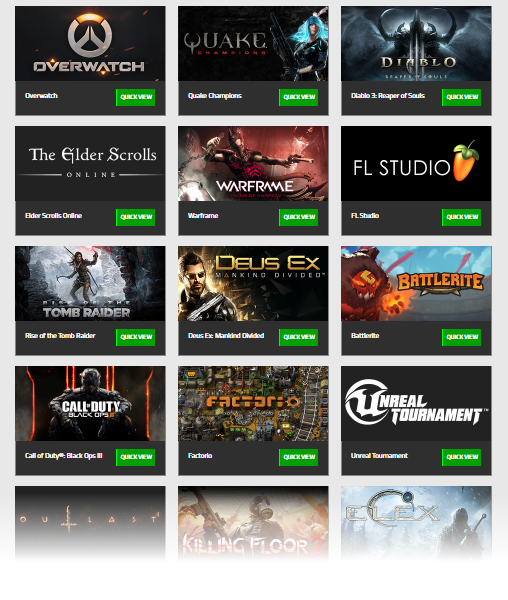 OVERWATCH
Overwatch
QUICK VIEW
QUAKE
CHAMPIONS
Quake Champions
QUICK VIEW
DIABLO
REAPER OF SOULS
Diablo 3: Reaper of Souls
QUICK VIEW
The Elder Scrolls
ONLINE
Elder Scrolls Online
QUICK VIEW
WARFRAME
Warframe
QUICK VIEW
FL STUDIO
FL Studio
QUICK VIEW
RISE OF THE
TOMB RAIDER
Rise of the Tomb Raider
QUICK VIEW
DEUS EX
MANKIND DIVIDED™
Deus Ex: Mankind Divided
QUICK VIEW
BATTLERITE
Battlerite
QUICK VIEW
CALL OF DUTY
BLACK OPS III
Call of Duty®: Black Ops III
QUICK VIEW
FACTORIO
Factorio
QUICK VIEW
UNREAL
TOURNAMENT™
Unreal Tournament
QUICK VIEW
OUTLAST
KILLING FLOOR
ELEX